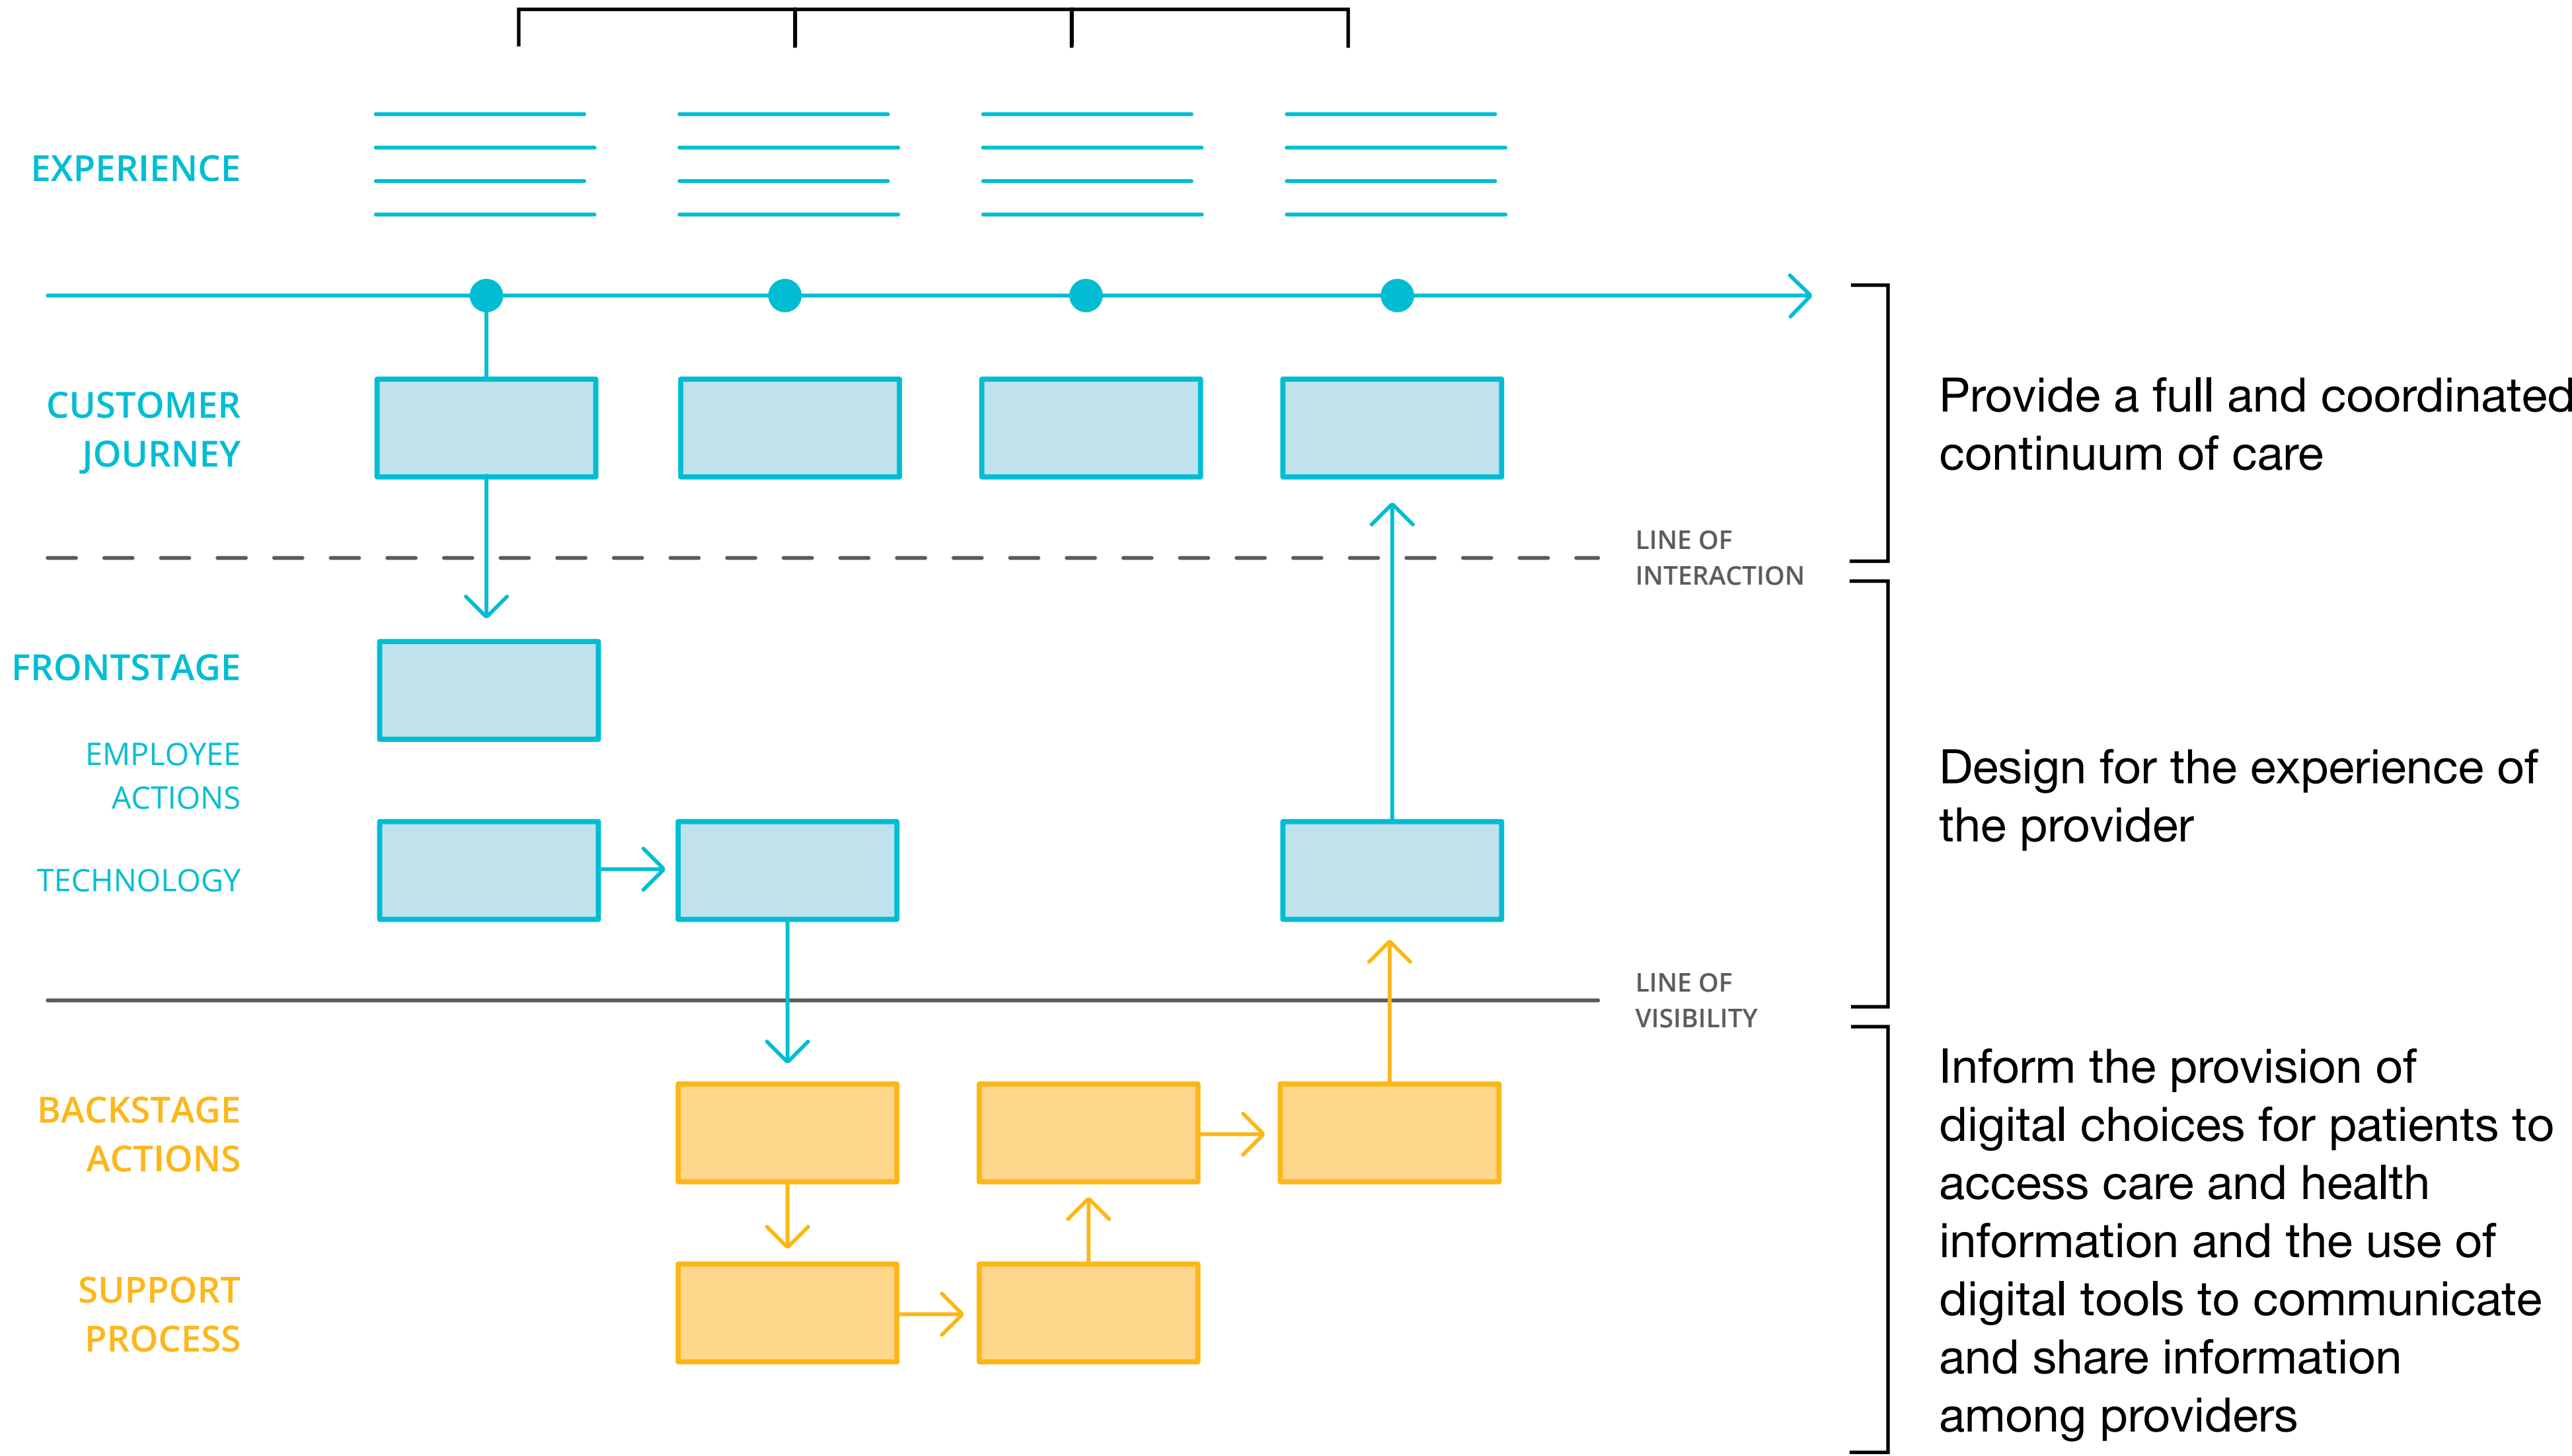 EXPERIENCE
CUSTOMER
JOURNEY
Provide a full and coordinated
continuum of care
LINE OF
INTERACTION
FRONTSTAGE
EMPLOYEE
ACTIONS
TECHNOLOGY
Design for the experience of
the provider
LINE OF
VISIBILITY
BACKSTAGE
ACTIONS
SUPPORT
PROCESS
Inform the provision of
digital choices for patients to
access care and health
information and the use of
digital tools to communicate
and share information
among providers